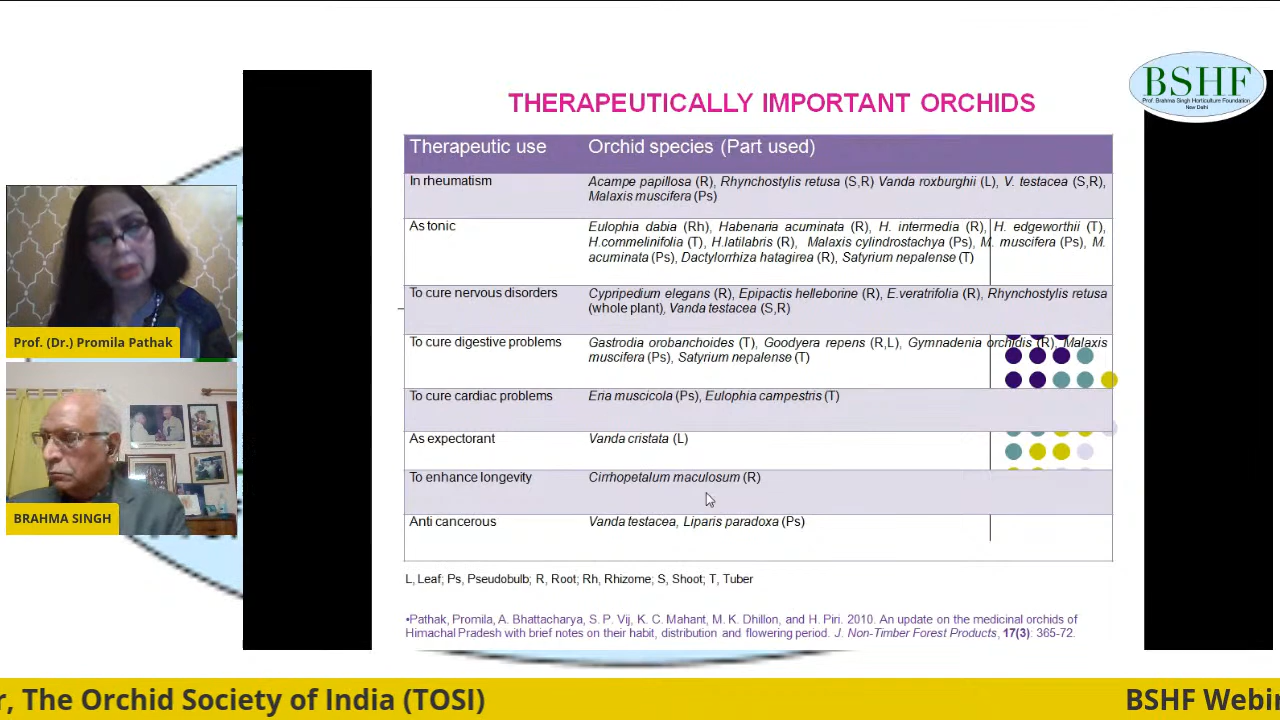 BSHF
Prof. Brahma Singh Horticulture Foundation
New Delhi
THERAPEUTICALLY IMPORTANT ORCHIDS
Therapeutic use Orchid species (Part used)
In rheumatism Acampe papillosa (R), Rhynchostylis retusa (S,R) Vanda roxburghii (L), V. testacea (S,R),
Malaxis muscifera (Ps)
As tonic Eulophia dabia (Rh), Habenaria acuminata (R), H. intermedia (R), H. edgeworthii (T),
H.commelinifolia (T), H.latilabris (R), Malaxis cylindrostachya (Ps), M. muscifera (Ps), M.
acuminata (Ps), Dactylorrhiza hatagirea (R), Satyrium nepalense (T)
To cure nervous disorders Cypripedium elegans (R), Epipactis helleborine (R), E.veratrifolia (R), Rhynchostylis retusa
(whole plant), Vanda testacea (S,R)
To cure digestive problems Gastrodia orobanchoides (T), Goodyera repens (R,L), Gymnadenia orchidis (R), Malaxis
muscifera (Ps), Satyrium nepalense (T)
To cure cardiac problems Eria muscicola (Ps), Eulophia campestris (T)
As expectorant Vanda cristata (L)
To enhance longevity Cirrhopetalum maculosum (R)
Anti cancerous Vanda testacea, Liparis paradoxa (Ps)
L, Leaf; Ps, Pseudobulb; R, Root; Rh, Rhizome; S, Shoot; T, Tuber
•Pathak, Promila, A. Bhattacharya, S. P. Vij, K. C. Mahant, M. K. Dhillon, and H. Piri. 2010. An update on the medicinal orchids of
Himachal Pradesh with brief notes on their habit, distribution and flowering period. J. Non-Timber Forest Products, 17(3): 365-72.
Prof. (Dr.) Promila Pathak
BRAHMA SINGH
r, The Orchid Society of India (TOSI) BSHF Webin